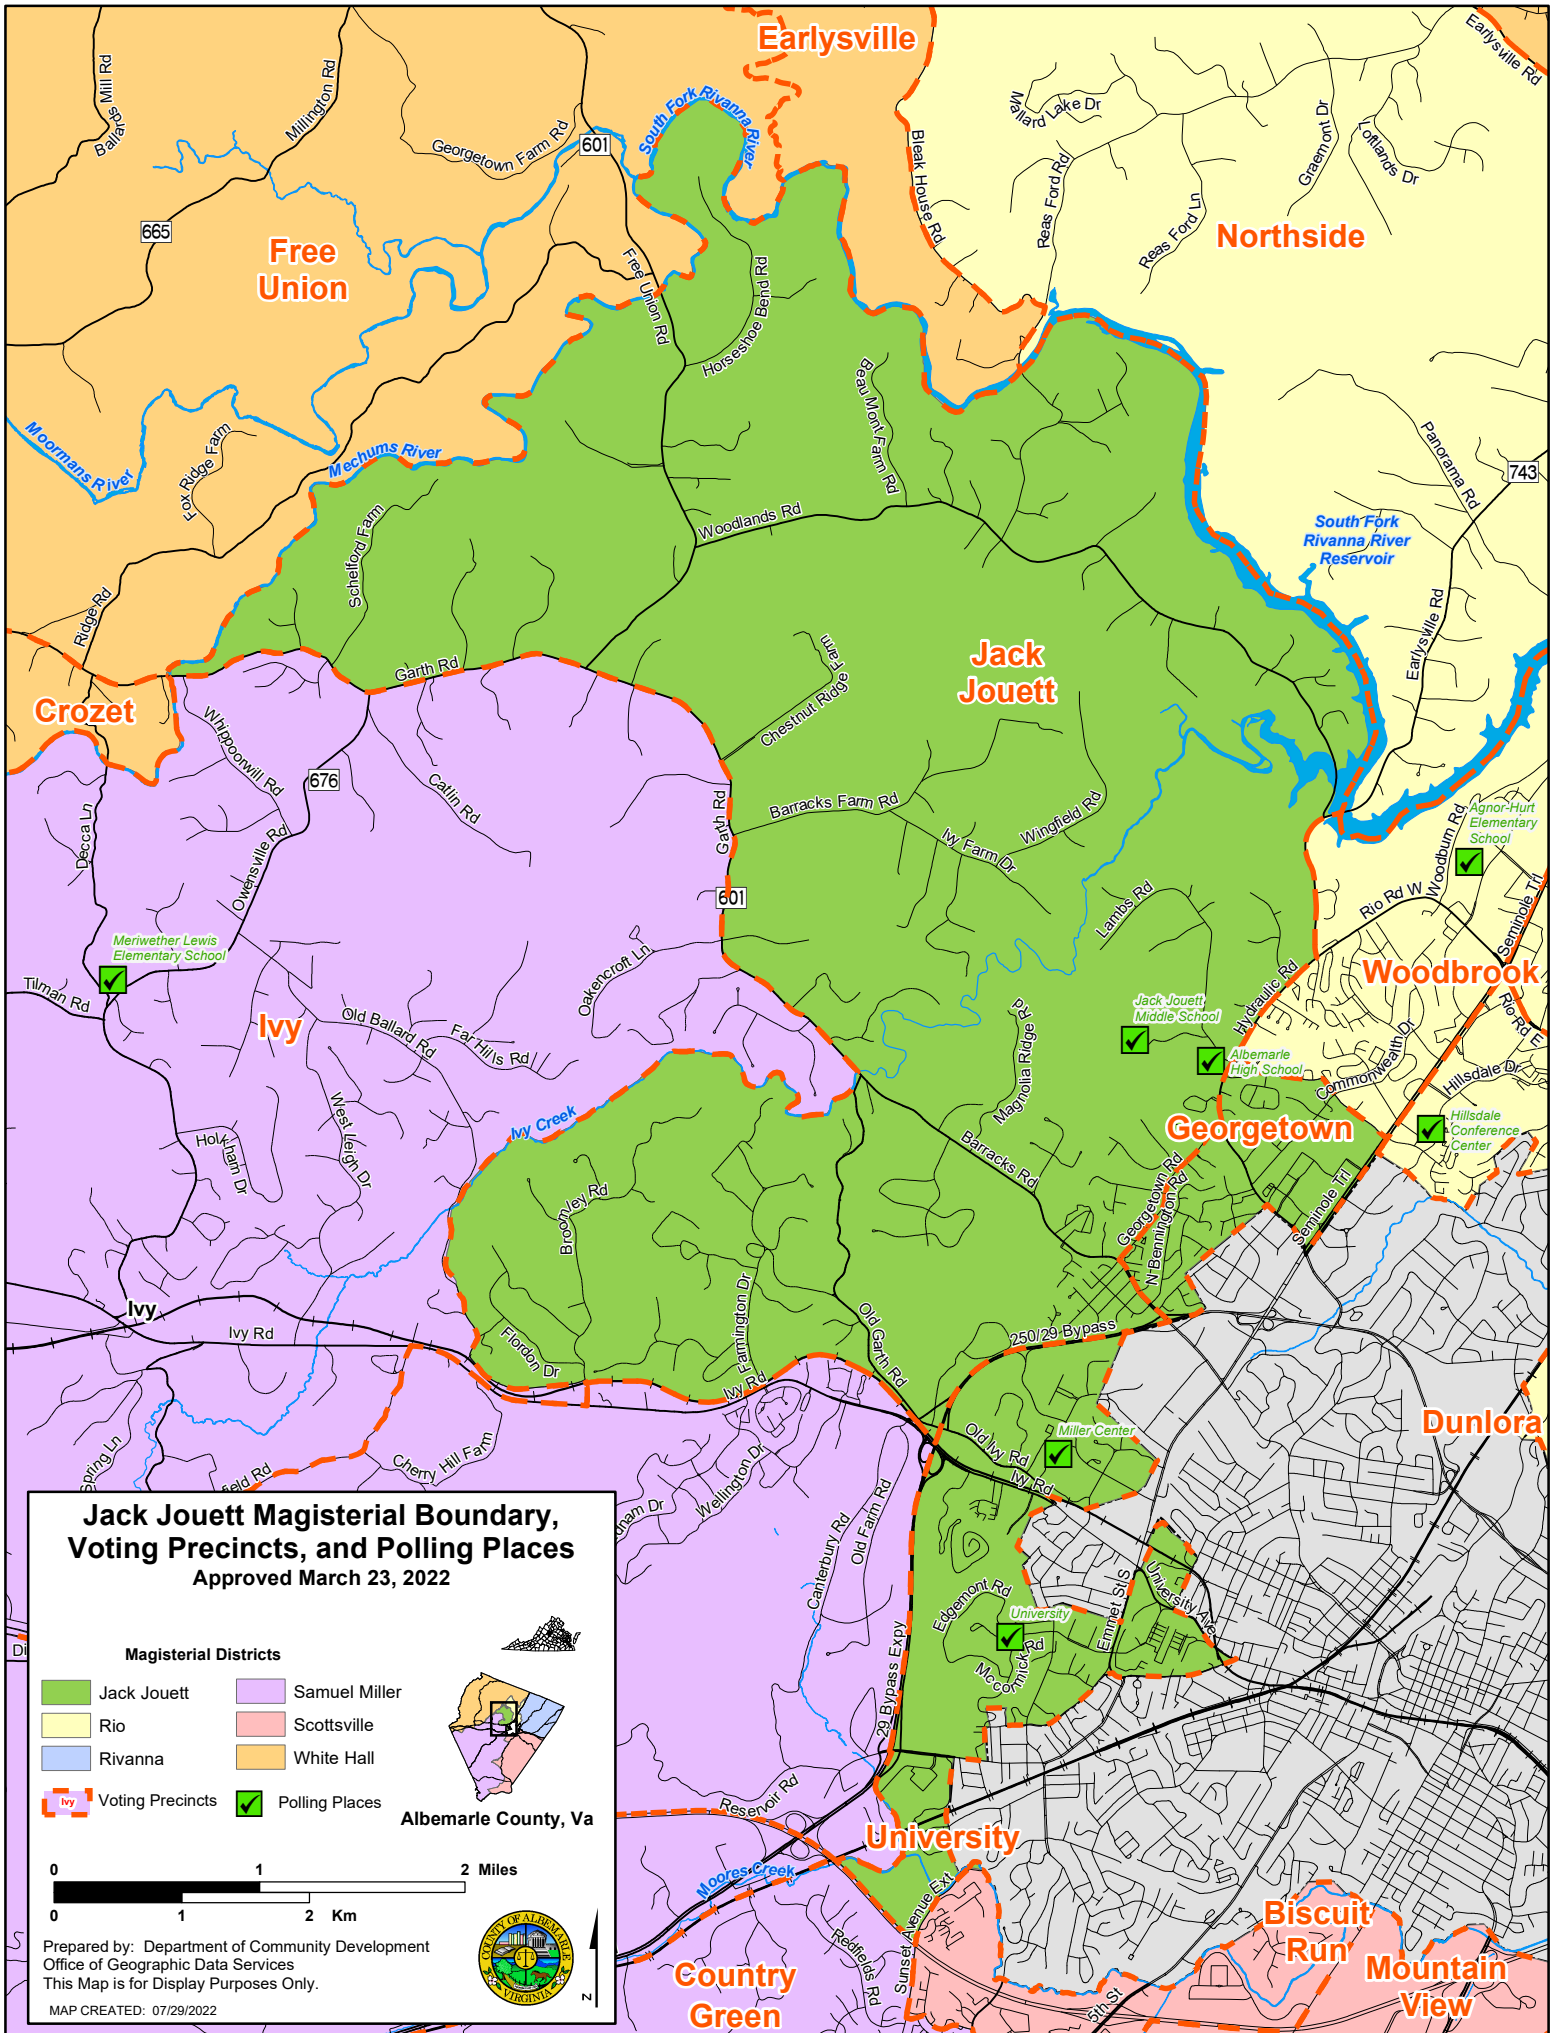 Earlysville
Earlysville Rd
Ballards Mill Rd
Millington Rd
Georgetown Farm Rd
601
South Fork Rivanna River
Bleak House Rd
Mallard Lake Dr
Reas Ford Rd
Graemont Dr
Loftlands Dr
Reas Ford Ln
Northside
665
Free
Union
Free Union Rd
Horseshoe Bend Rd
Beau Mont Farm Rd
Moormans River
Fox Ridge Farm
Mechums River
Panorama Rd
743
Schelford Farm
Woodlands Rd
South Fork
Rivanna River
Reservoir
Ridge Rd
Garth Rd
Chestnut Ridge Farm
Jack
Jouett
Earlysville Rd
Crozet
Whippoorwill Rd
676
Catlin Rd
Garth Rd
Barracks Farm Rd
Ivy Farm Dr
Wingfield Rd
Decca Ln
Owensville Rd
Woodburn Rd
Agnor-Hurt
Elementary
School
601
Lambs Rd
Rio Rd W
Seminole Trl
Meriwether Lewis
Elementary School
Tilman Rd
Oakencroft Ln
Hydraulic Rd
Woodbrook
Ivy
Old Ballard Rd
Far Hills Rd
Magnolia Ridge Rd
Jack Jouett
Middle School
Rio Rd E
Albemarle
High School
Commonwealth Dr
Hillsdale Dr
West Leigh Dr
Holkham Dr
Ivy Creek
Barracks Rd
Georgetown
Hillsdale
Conference
Center
Georgetown Rd
N Bennington Rd
Seminole Trl
Broomley Rd
Farmington Dr
Ivy
Ivy Rd
Flordon Dr
Ivy Rd
Old Garth Rd
250/29 Bypass
Dunlora
Spring Ln
field Rd
Cherry Hill Farm
Wellington Dr
Old Ivy Rd
Ivy Rd
Miller Center
Canterbury Rd
Old Farm Rd
Edgemont Rd
University
Mccormick Rd
Emmet St S
University Ave
29 Bypass Expy
Reservoir Rd
Moores Creek
University
Sunset Avenue Ext
Redfields Rd
Country
Green
5th St
Biscuit
Run
Mountain
View
Jack Jouett Magisterial Boundary,
Voting Precincts, and Polling Places
Approved March 23, 2022
Magisterial Districts
Jack Jouett
Samuel Miller
Rio
Scottsville
Rivanna
White Hall
Ivy
Voting Precincts
Polling Places
Albemarle County, Va
0 1 2 Miles
0 1 2 Km
Prepared by: Department of Community Development
Office of Geographic Data Services
This Map is for Display Purposes Only.
MAP CREATED: 07/29/2022
COUNTY OF ALBEMARLE
VIRGINIA
N